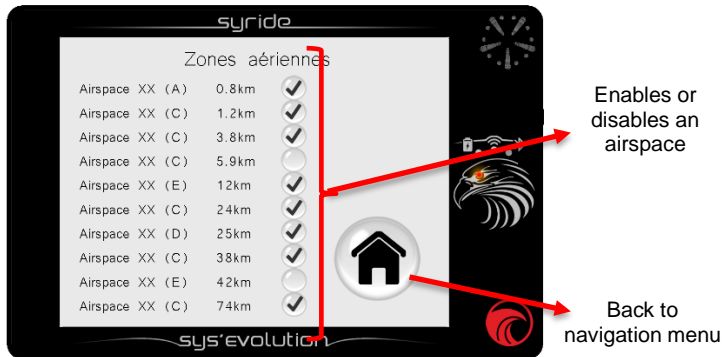 syride
Zones aériennes
Airspace XX (A) 0.8km
Airspace XX (C) 1.2km
Airspace XX (C) 3.8km
Airspace XX (C) 5.9km
Airspace XX (E) 12km
Airspace XX (C) 24km
Airspace XX (D) 25km
Airspace XX (C) 38km
Airspace XX (E) 42km
Airspace XX (C) 74km
sys'evolution
Enables or
disables an
airspace
Back to
navigation menu